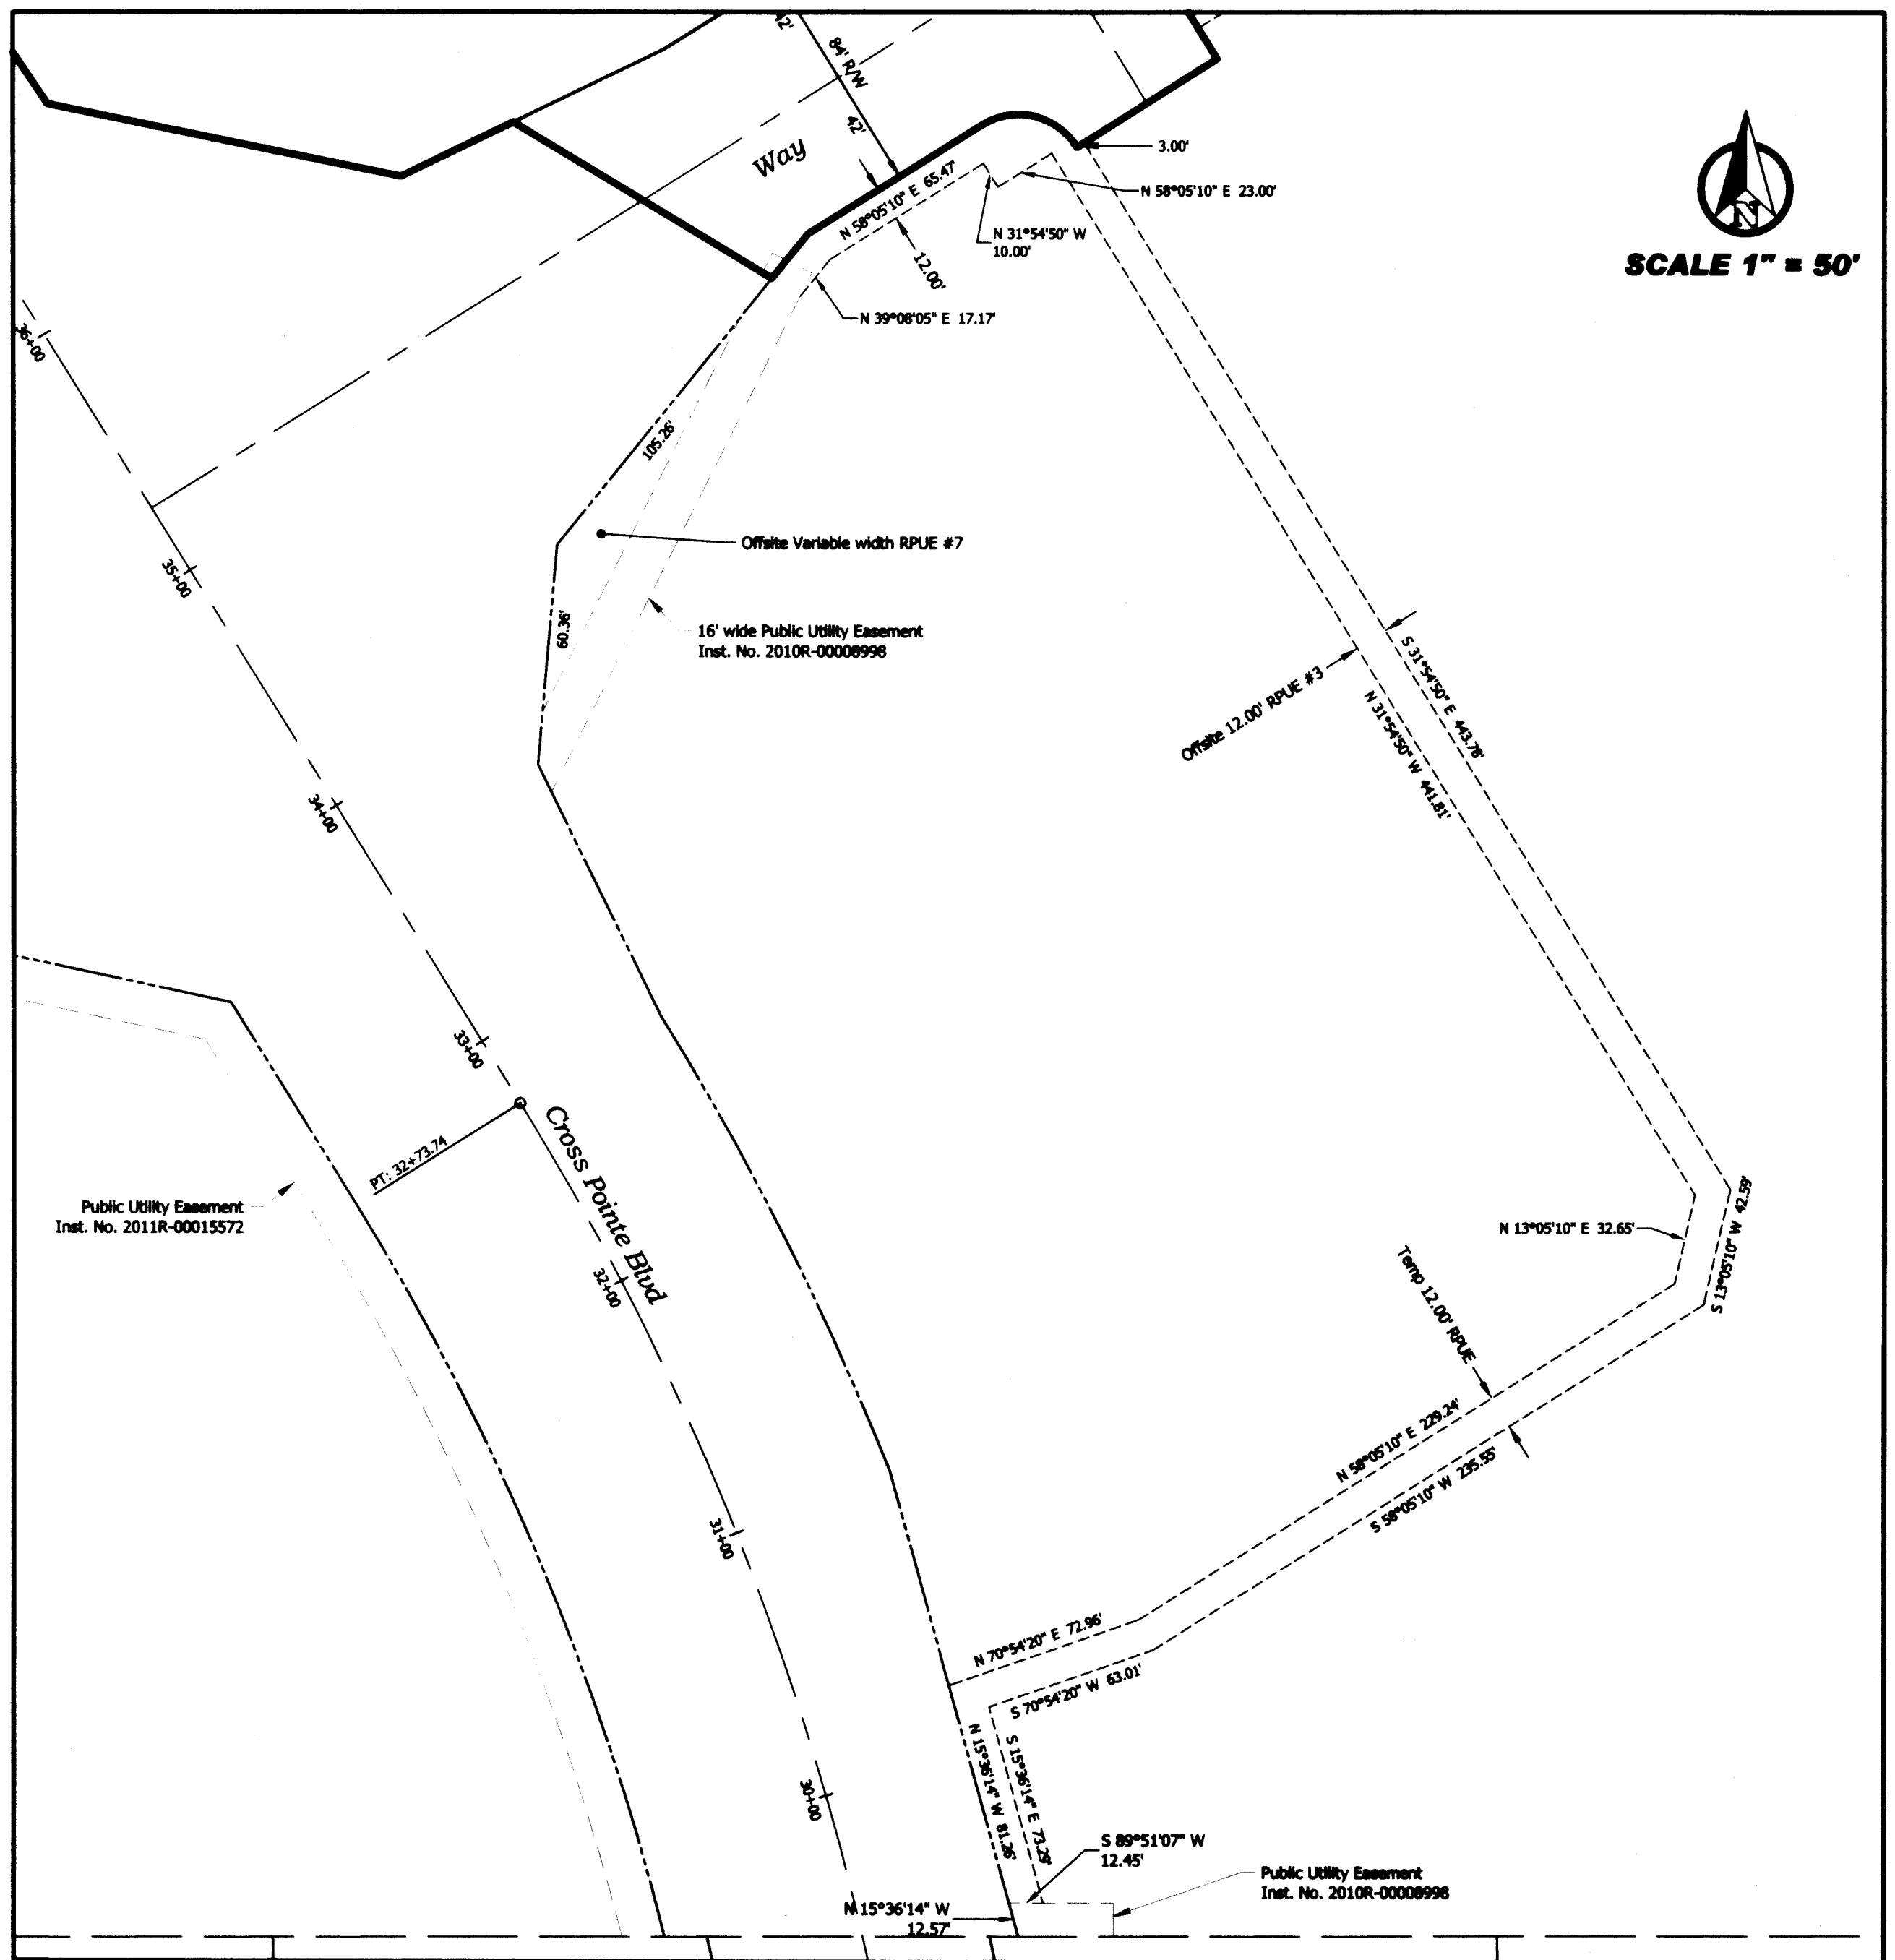 42'
84' R/W
42'
Way
3.00'
N 58°05'10" E 65.47'
N 58°05'10" E 23.00'
N 31°54'50" W
10.00'
12.00'
N 39°08'05" E 17.17'
N
SCALE 1" = 50'
36+00
105.26'
Offsite Variable width RPUE #7
35+00
60.36'
16' wide Public Utility Easement
Inst. No. 2010R-00008998
S 31°54'50" E 443.78'
Offsite 12.00' RPUE #3
N 31°54'50" W 441.81'
34+00
33+00
PT: 32+73.74
Cross Pointe Blvd
Public Utility Easement
Inst. No. 2011R-00015572
32+00
N 13°05'10" E 32.65'
S 13°05'10" W 42.59'
Temp 12.00' RPUE
N 58°05'10" E 229.24'
S 58°05'10" W 235.55'
31+00
N 70°54'20" E 72.96'
S 70°54'20" W 63.01'
N 15°36'14" W 81.26'
S 15°36'14" E 73.29'
30+00
S 89°51'07" W
12.45'
Public Utility Easement
Inst. No. 2010R-00008998
N 15°36'14" W
12.57'